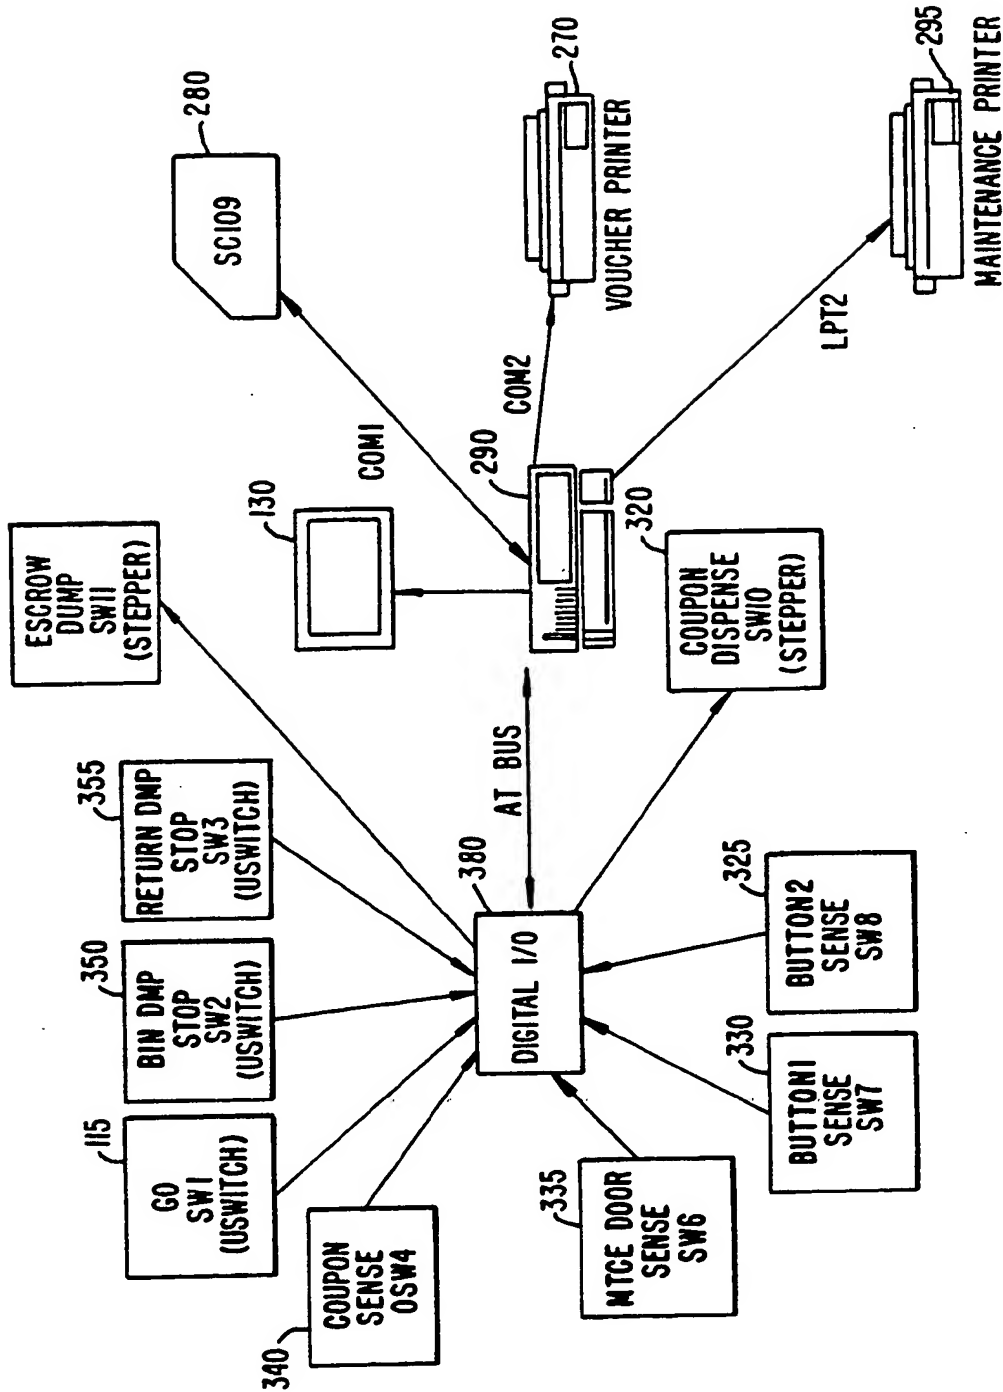 115
GO
SW1
(USWITCH)
350
BIN DMP
STOP
SW2
(USWITCH)
355
RETURN DMP
STOP
SW3
(USWITCH)
ESCROW
DUMP
SW11
(STEPPER)
280
SC109
130
COM1
340
COUPON
SENSE
OSW4
380
DIGITAL I/O
AT BUS
290
COM2
270
VOUCHER PRINTER
335
MTCE DOOR
SENSE
SW6
320
COUPON
DISPENSE
SW10
(STEPPER)
LPT2
330
BUTTON1
SENSE
SW7
325
BUTTON2
SENSE
SW8
295
MAINTENANCE PRINTER